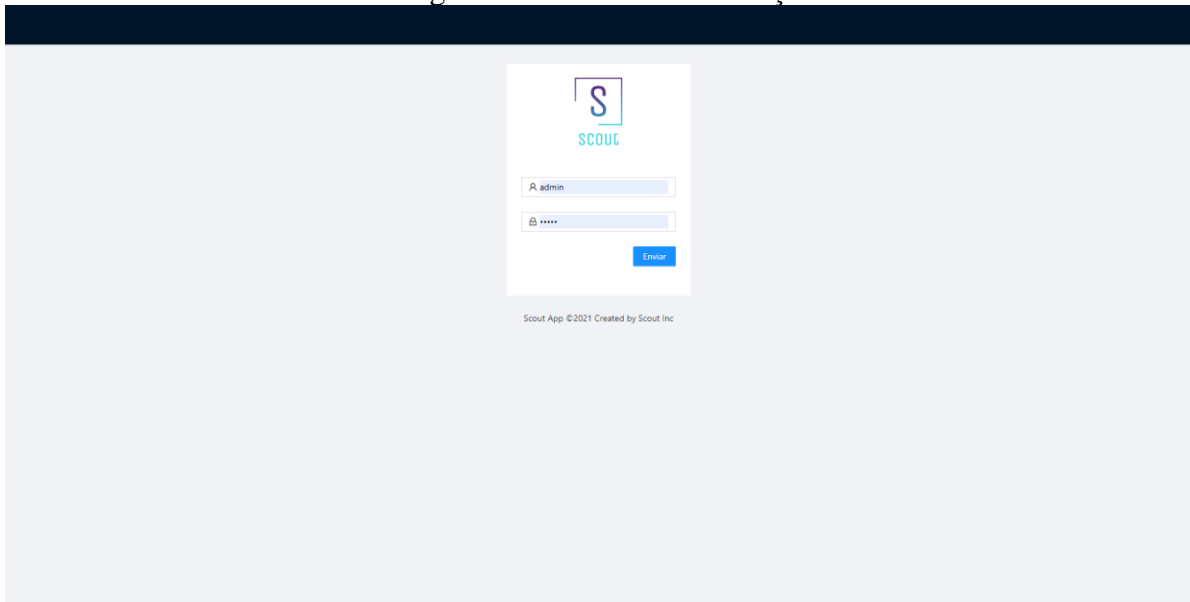 S
SCOUT
admin
•••••
Enviar
Scout App ©2021 Created by Scout Inc